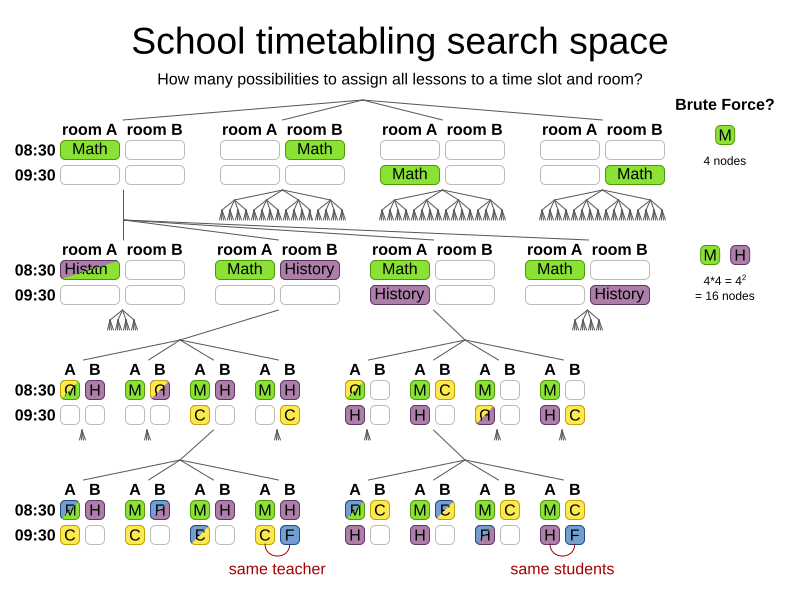 School timetabling search space
How many possibilities to assign all lessons to a time slot and room?
Brute Force?
room A room B room A room B room A room B room A room B
M
08:30 Math Math
4 nodes
09:30 Math Math
room A room B room A room B room A room B room A room B
M H
08:30 Math History Math Math
4*4 = 4²
09:30 History History
= 16 nodes
A B A B A B A B A B A B A B A B
08:30 M H M M H M H M M C M M
09:30 C C H H H C
A B A B A B A B A B A B A B A B
08:30 M H M M H M H M C M M C M C
09:30 C C C F H H H F
same teacher same students